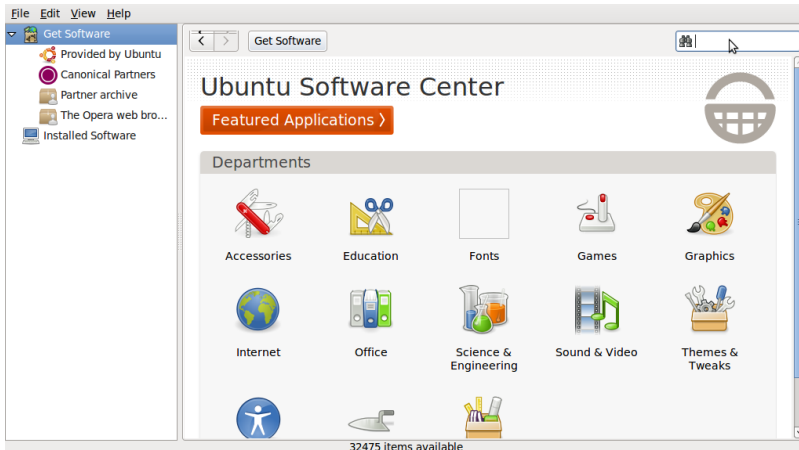 File Edit View Help
Get Software
Provided by Ubuntu
Canonical Partners
Partner archive
The Opera web bro...
Installed Software
Get Software
Ubuntu Software Center
Featured Applications
Departments
Accessories Education Fonts Games Graphics
Internet Office Science & Engineering Sound & Video Themes & Tweaks
32475 items available